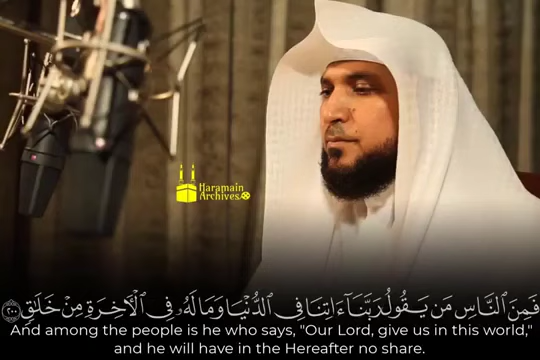 Haramain
Archives
فَمِنَ ٱلنَّاسِ مَن يَقُولُ رَبَّنَآ ءَاتِنَا فِى ٱلدُّنْيَا وَمَا لَهُۥ فِى ٱلْأَخِرَةِ مِنْ خَلَٰقٍ ٢٠٠
And among the people is he who says, "Our Lord, give us in this world,"
and he will have in the Hereafter no share.